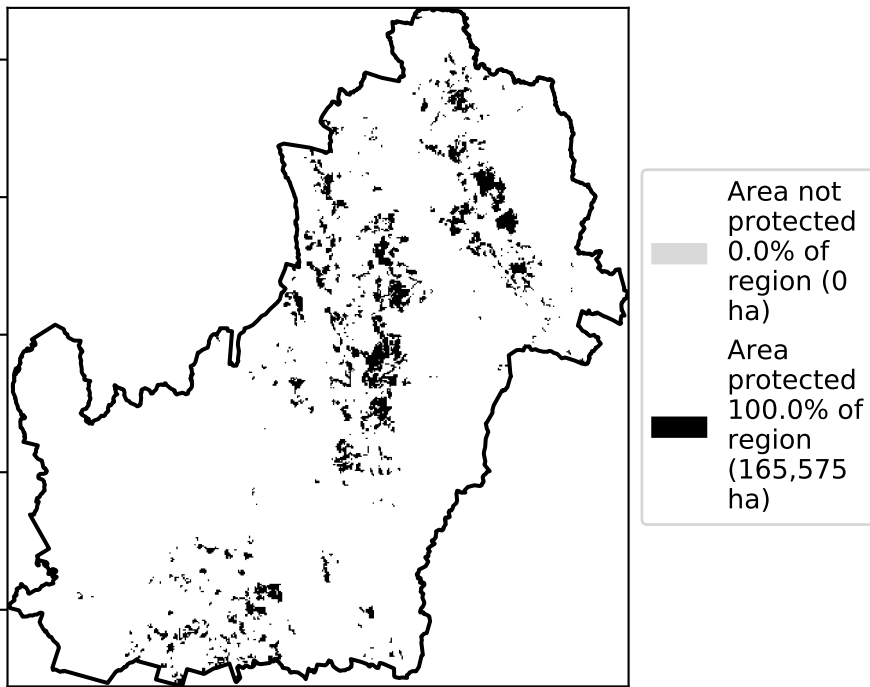 Area not
protected
0.0% of
region (0
ha)
Area
protected
100.0% of
region
(165,575
ha)